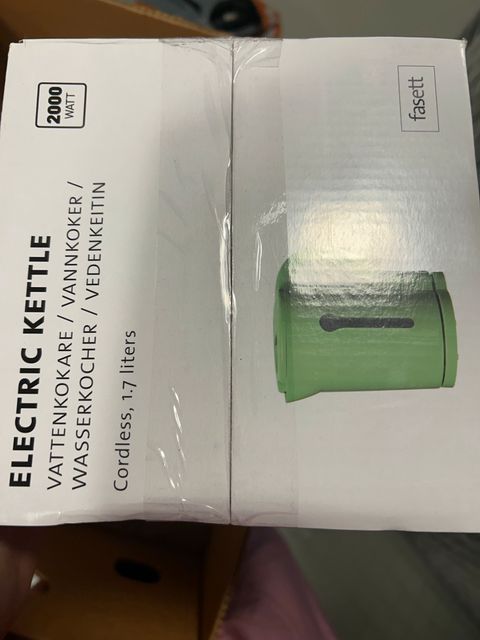 ELECTRIC KETTLE
VATTENKOKARE / VANNKOKER /
WASSERKOCHER / VEDENKEITIN
Cordless, 1.7 liters
2000
WATT
fasett